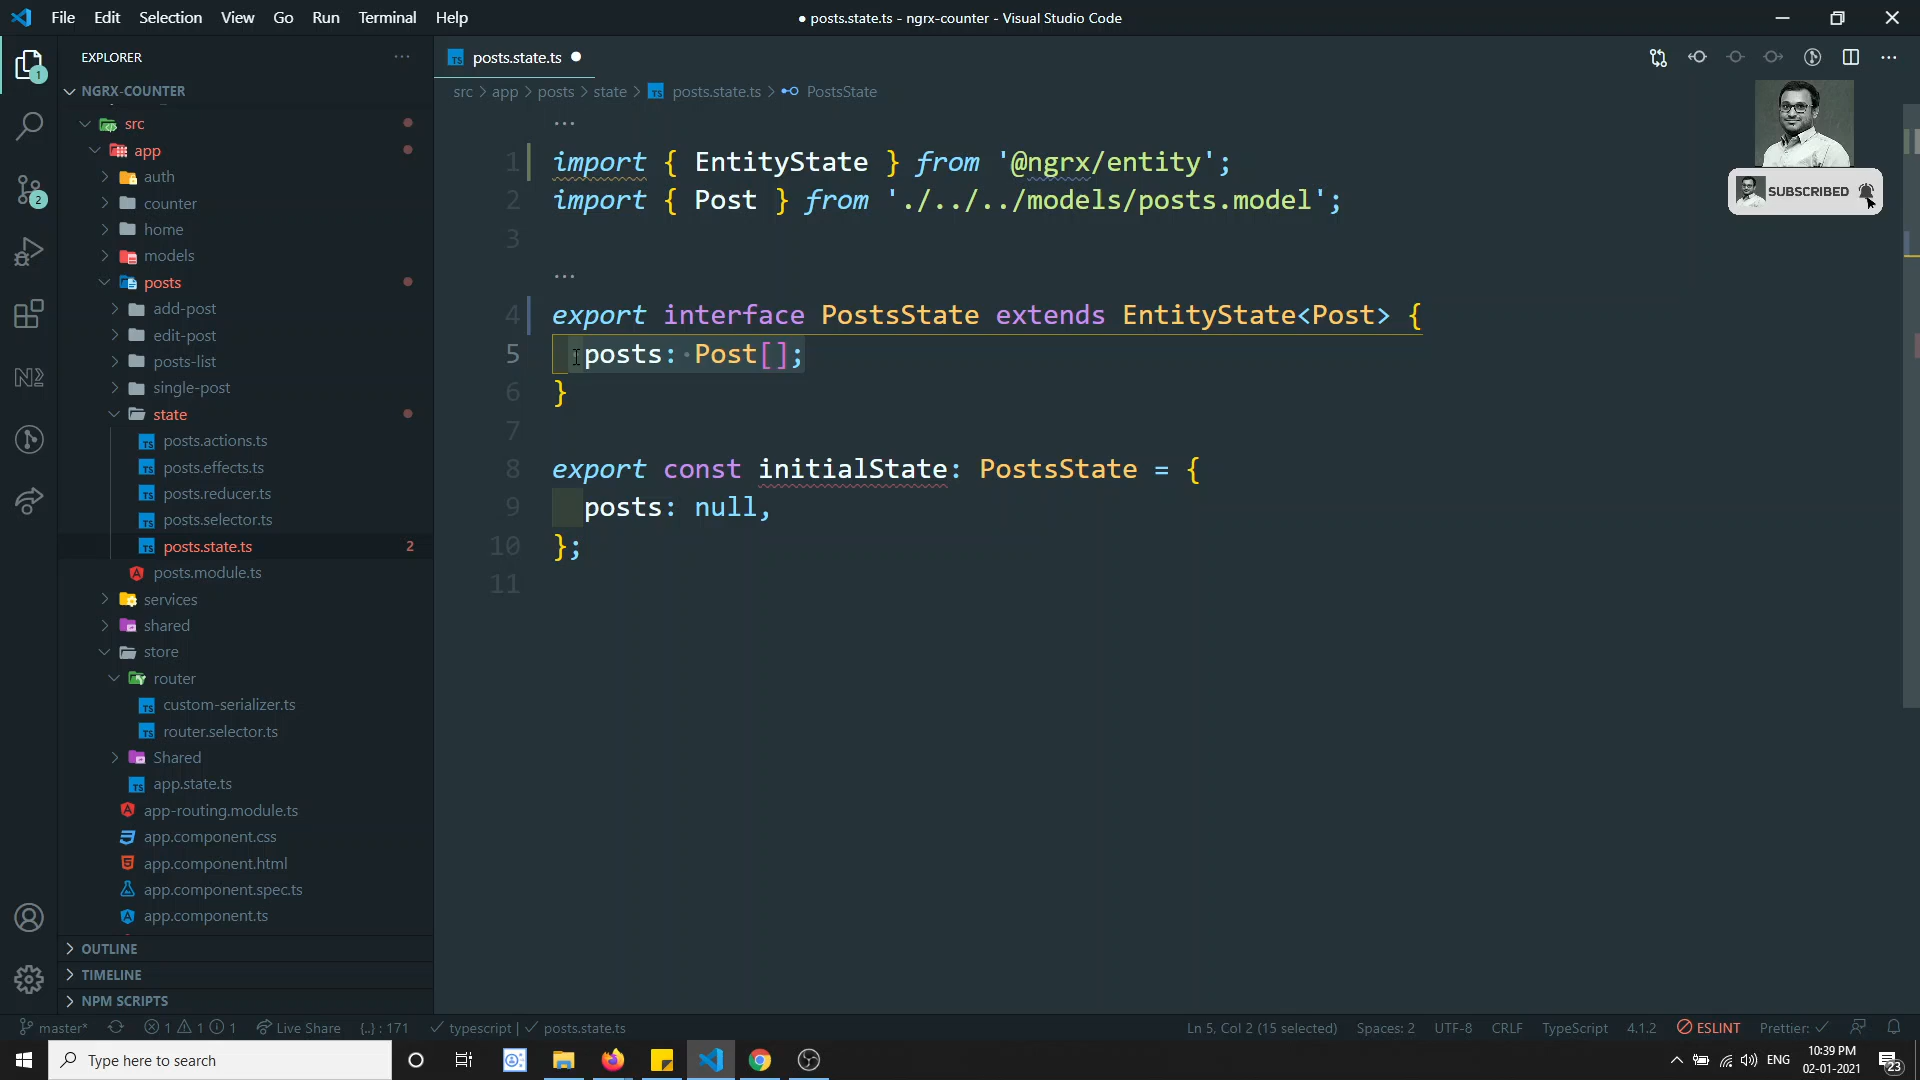 File Edit Selection View Go Run Terminal Help
● posts.state.ts - ngrx-counter - Visual Studio Code
EXPLORER
NGRX-COUNTER
src
app
auth
counter
home
models
posts
add-post
edit-post
posts-list
single-post
state
posts.actions.ts
posts.effects.ts
posts.reducer.ts
posts.selector.ts
posts.state.ts 2
posts.module.ts
services
shared
store
router
custom-serializer.ts
router.selector.ts
Shared
app.state.ts
app-routing.module.ts
app.component.css
app.component.html
app.component.spec.ts
app.component.ts
OUTLINE
TIMELINE
NPM SCRIPTS
posts.state.ts ●
src > app > posts > state > TS posts.state.ts > PostsState
...
1 import { EntityState } from '@ngrx/entity';
2 import { Post } from './../../models/posts.model';
3
...
4 export interface PostsState extends EntityState<Post> {
5 posts: Post[];
6 }
7
8 export const initialState: PostsState = {
9 posts: null,
10 };
11
SUBSCRIBED
master* 1 1 1 Live Share {..} : 171 ✓ typescript | ✓ posts.state.ts
Ln 5, Col 2 (15 selected) Spaces: 2 UTF-8 CRLF TypeScript 4.1.2 ESLINT Prettier: ✓
Type here to search
ENG
10:39 PM
02-01-2021
23